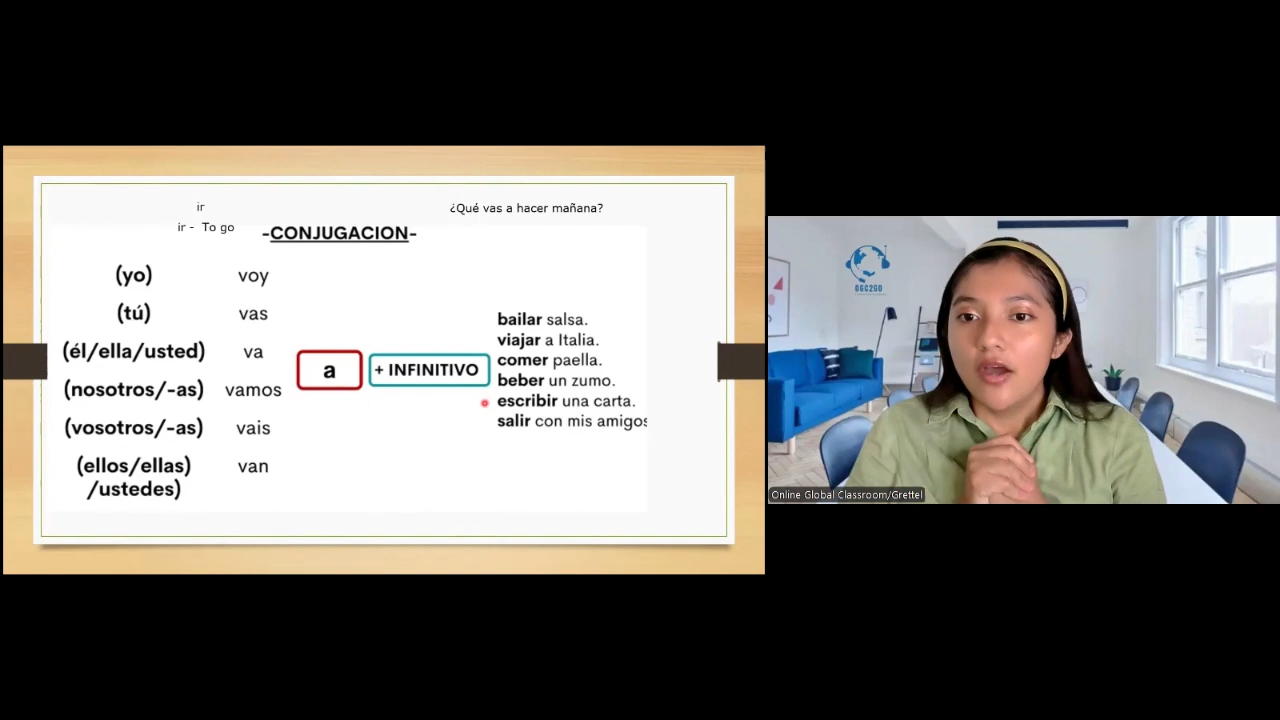 ir
¿Qué vas a hacer mañana?
ir - To go
-CONJUGACION-
(yo) voy
(tú) vas
(él/ella/usted) va
(nosotros/-as) vamos
(vosotros/-as) vais
(ellos/ellas) van
/ustedes)
a
+ INFINITIVO
bailar salsa.
viajar a Italia.
comer paella.
beber un zumo.
escribir una carta.
salir con mis amigos
OGC2GO
Online Global Classroom/Grettel